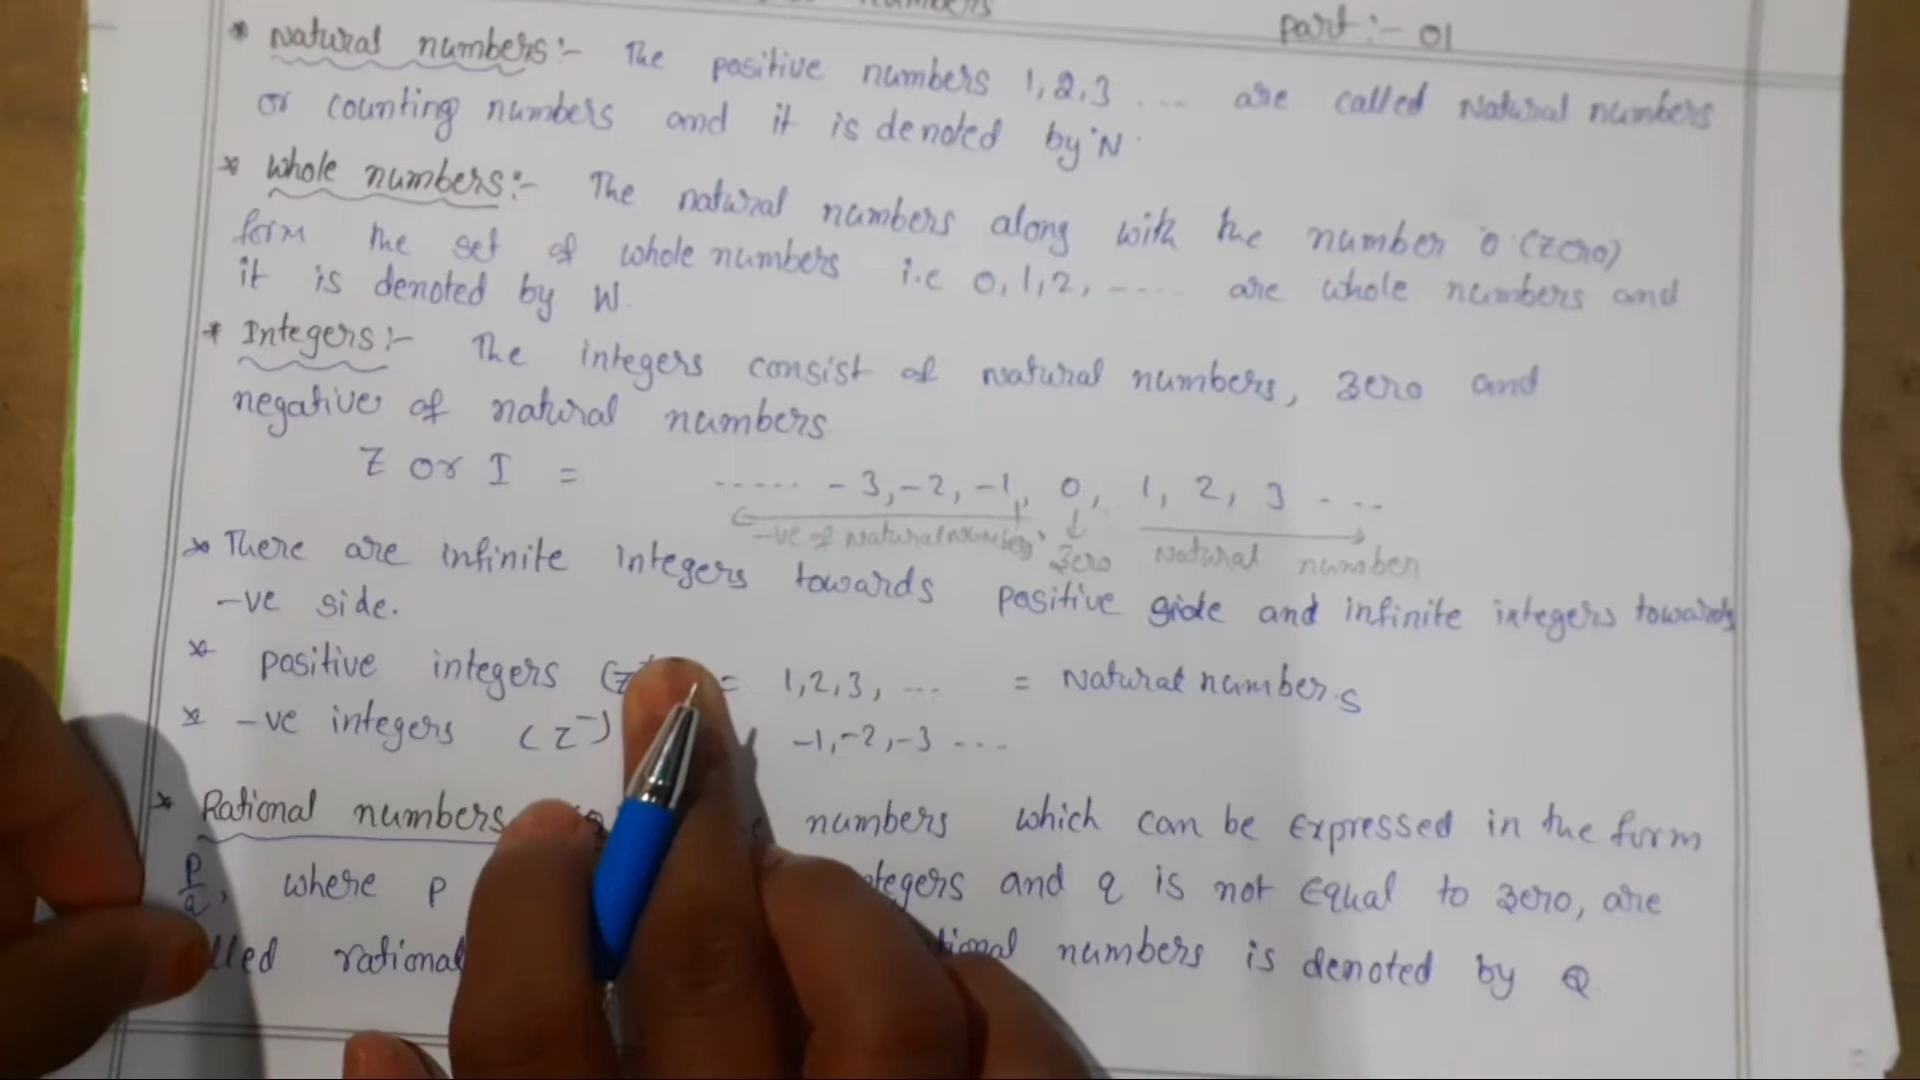 numbers
Part :- 01
* Natural numbers:- The positive numbers 1,2,3 .... are called Natural numbers
or counting numbers and it is denoted by 'N'
* Whole numbers:- The natural numbers along with the number '0' (zero)
form the set of whole numbers i.e 0,1,2, ..... are whole numbers and
it is denoted by W.
* Integers:- The integers consist of natural numbers, zero and
negative of natural numbers.
Z or I = ...... -3,-2,-1, 0, 1, 2, 3 ....
-ve of natural number zero natural number
* There are infinite integers towards positive side and infinite integers towards
-ve side.
* positive integers (Z = 1,2,3, ... = Natural numbers
* -ve integers (Z⁻) -1,-2,-3 ....
* Rational numbers numbers which can be expressed in the form
p/q, where p integers and q is not equal to zero, are
rational numbers is denoted by Q